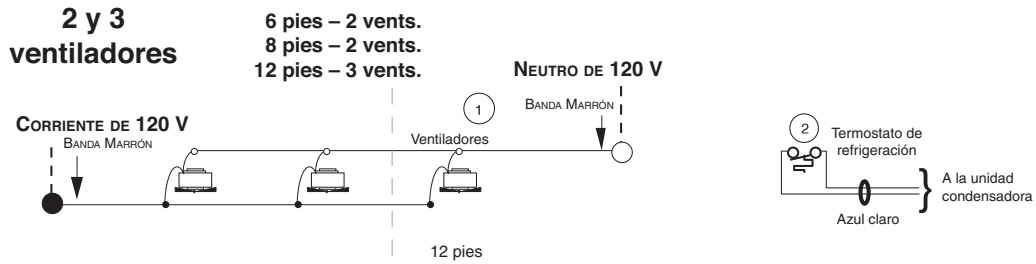 2 y 3
ventiladores
6 pies – 2 vents.
8 pies – 2 vents.
12 pies – 3 vents.
NEUTRO DE 120 V
BANDA MARRÓN
1
Ventiladores
CORRIENTE DE 120 V
BANDA MARRÓN
12 pies
2
Termostato de
refrigeración
A la unidad
condensadora
Azul claro